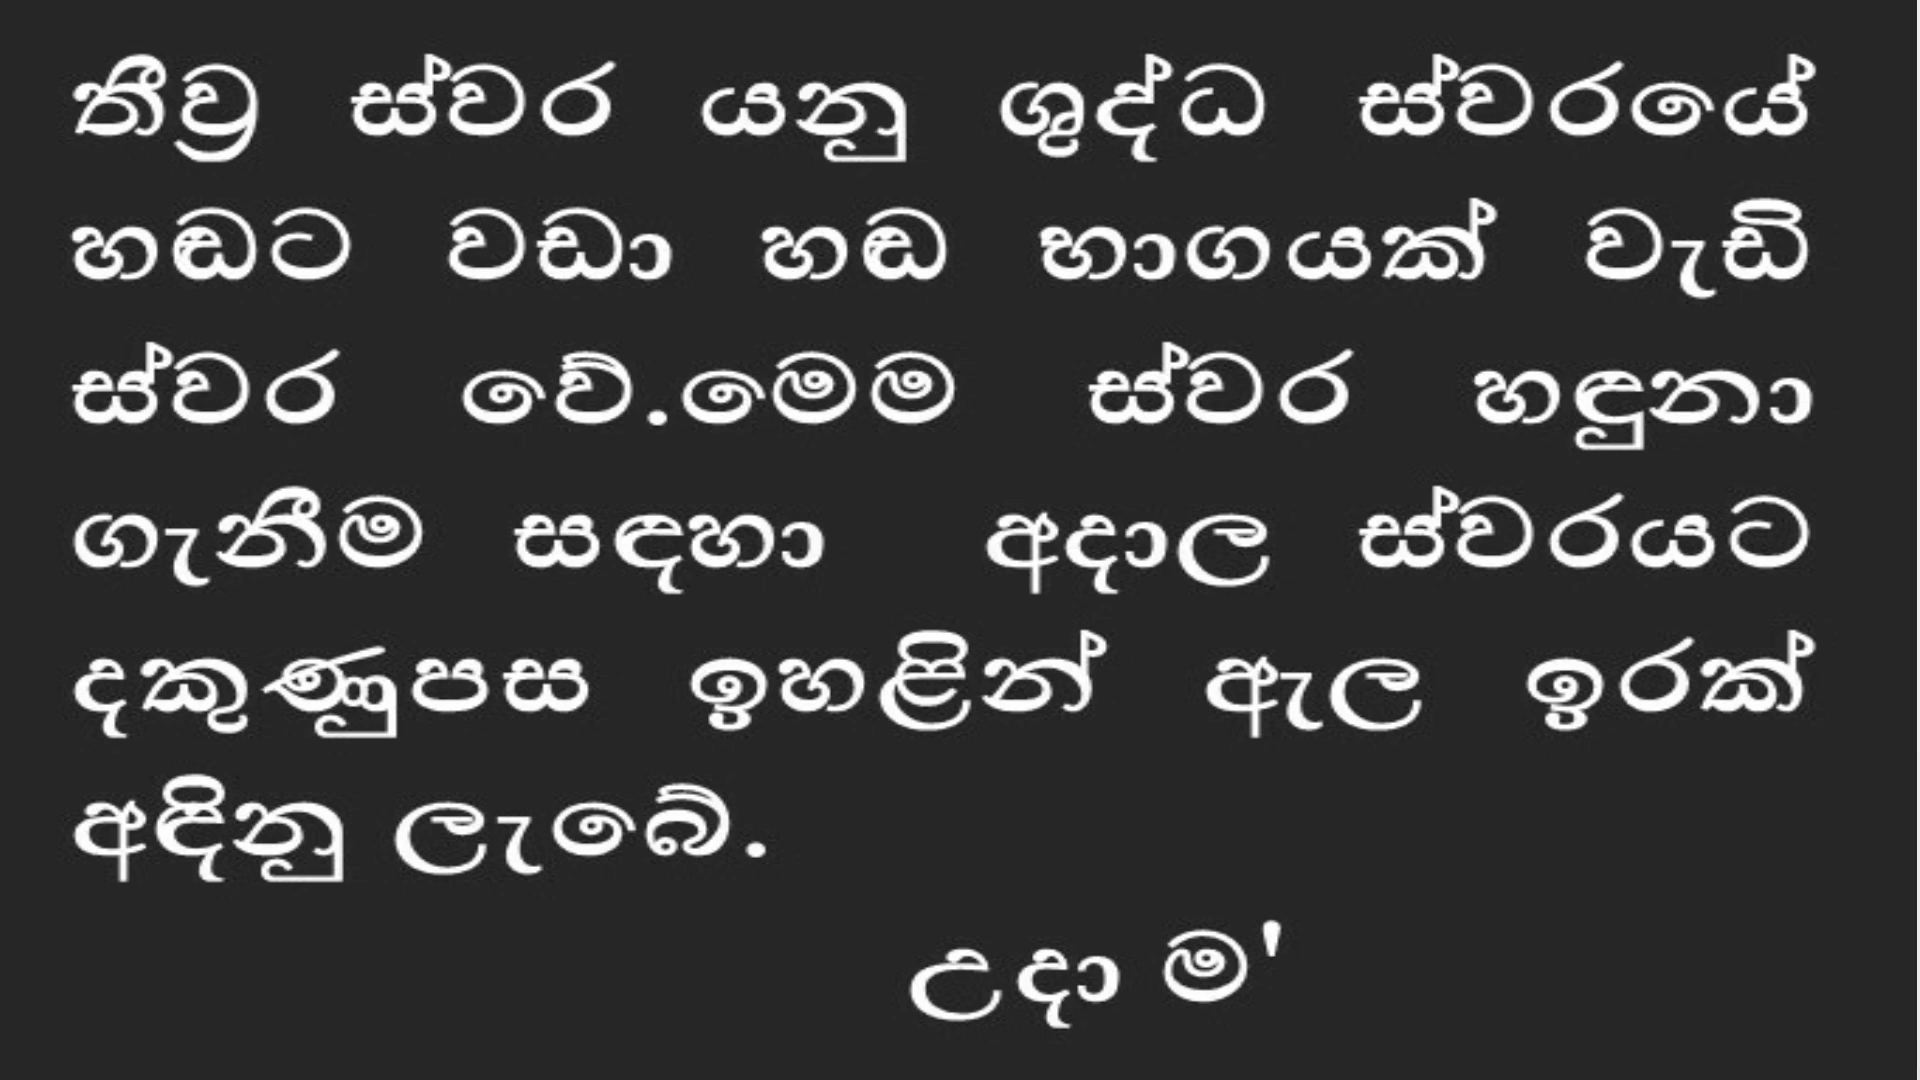 තීව්‍ර ස්වර යනු ශුද්ධ ස්වරයේ
හඬට වඩා හඬ භාගයක් වැඩි
ස්වර වේ.මෙම ස්වර හඳුනා
ගැනීම සඳහා අදාල ස්වරයට
දකුණුපස ඉහළින් ඇල ඉරක්
අඳිනු ලැබේ.
උදා ම'